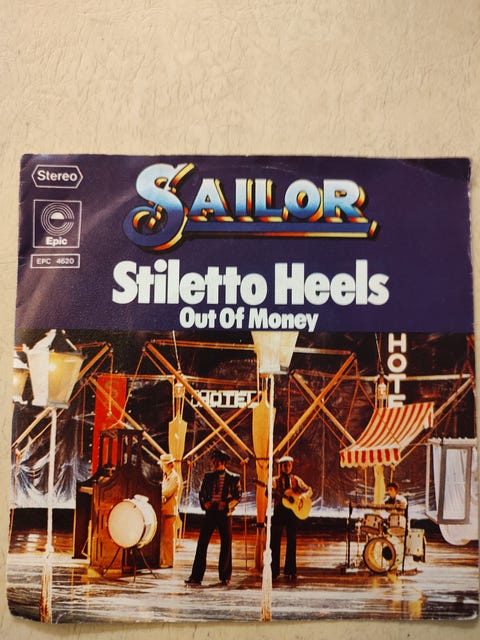 Stereo
SAILOR
Epic
EPC 4620
Stiletto Heels
Out Of Money
HOTEL
HOTE